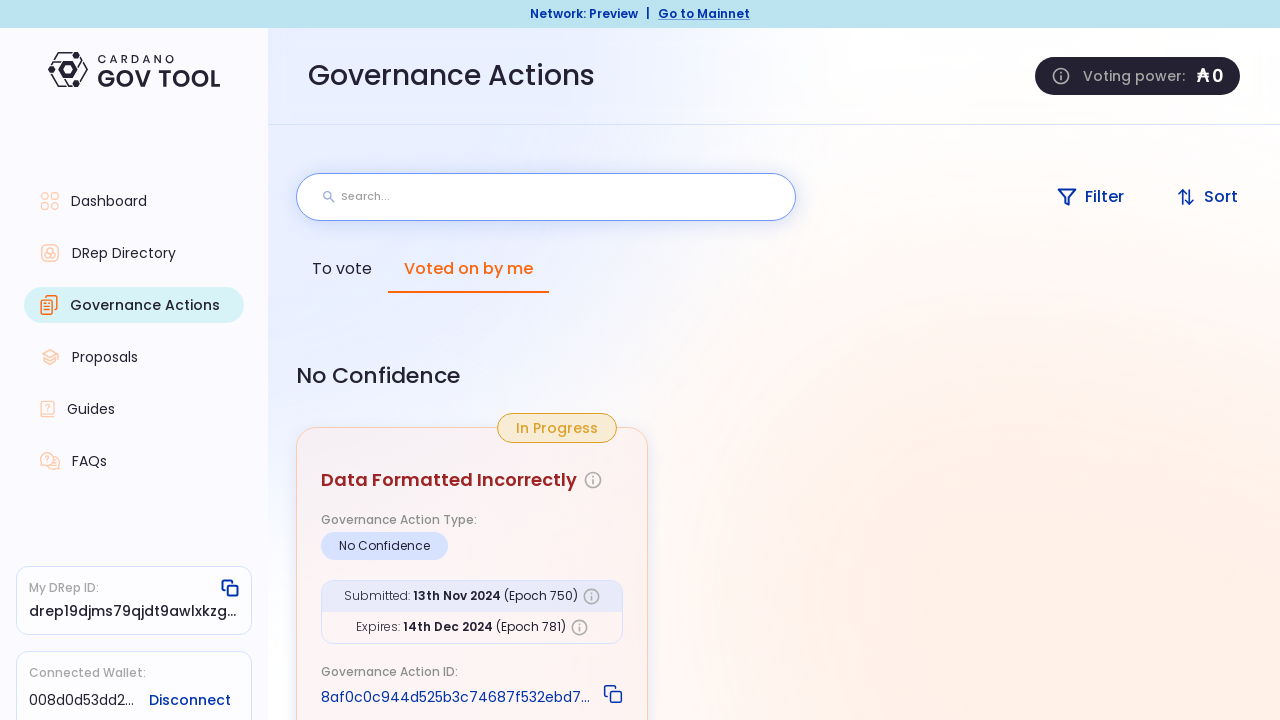 Network: Preview | Go to Mainnet
CARDANO
GOV TOOL
Governance Actions
Voting power: ₳ 0
Dashboard
DRep Directory
Governance Actions
Proposals
Guides
FAQs
My DRep ID:
drep19djms79qjdt9awlxkzg...
Connected Wallet:
008d0d53dd2... Disconnect
Search...
Filter
Sort
To vote
Voted on by me
No Confidence
In Progress
Data Formatted Incorrectly
Governance Action Type:
No Confidence
Submitted: 13th Nov 2024 (Epoch 750)
Expires: 14th Dec 2024 (Epoch 781)
Governance Action ID:
8af0c0c944d525b3c74687f532ebd7...